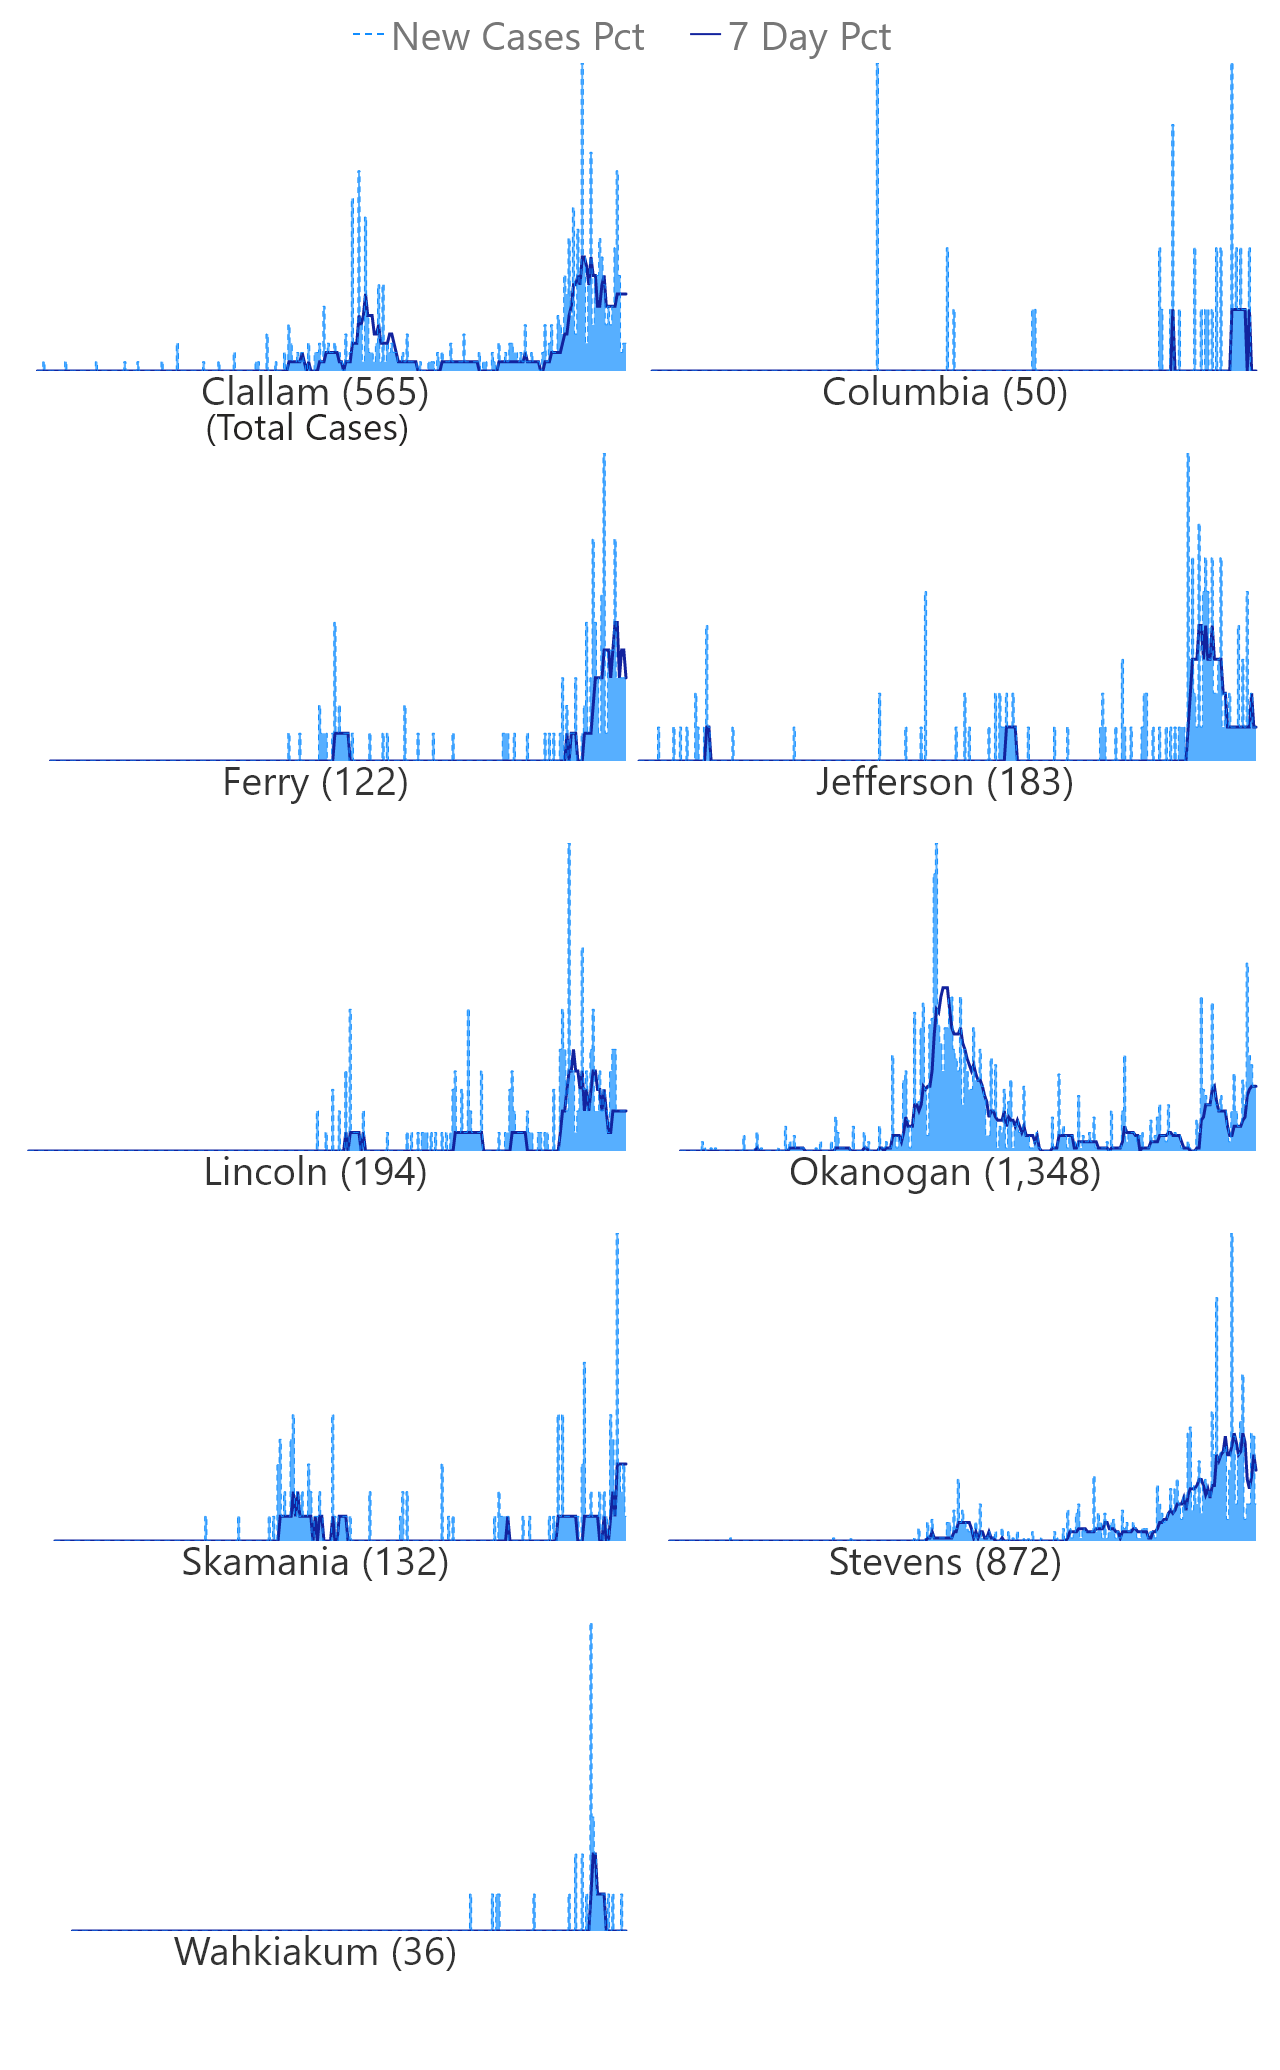 New Cases Pct 7 Day Pct
Clallam (565) Columbia (50)
(Total Cases)
Ferry (122) Jefferson (183)
Lincoln (194) Okanogan (1,348)
Skamania (132) Stevens (872)
Wahkiakum (36)